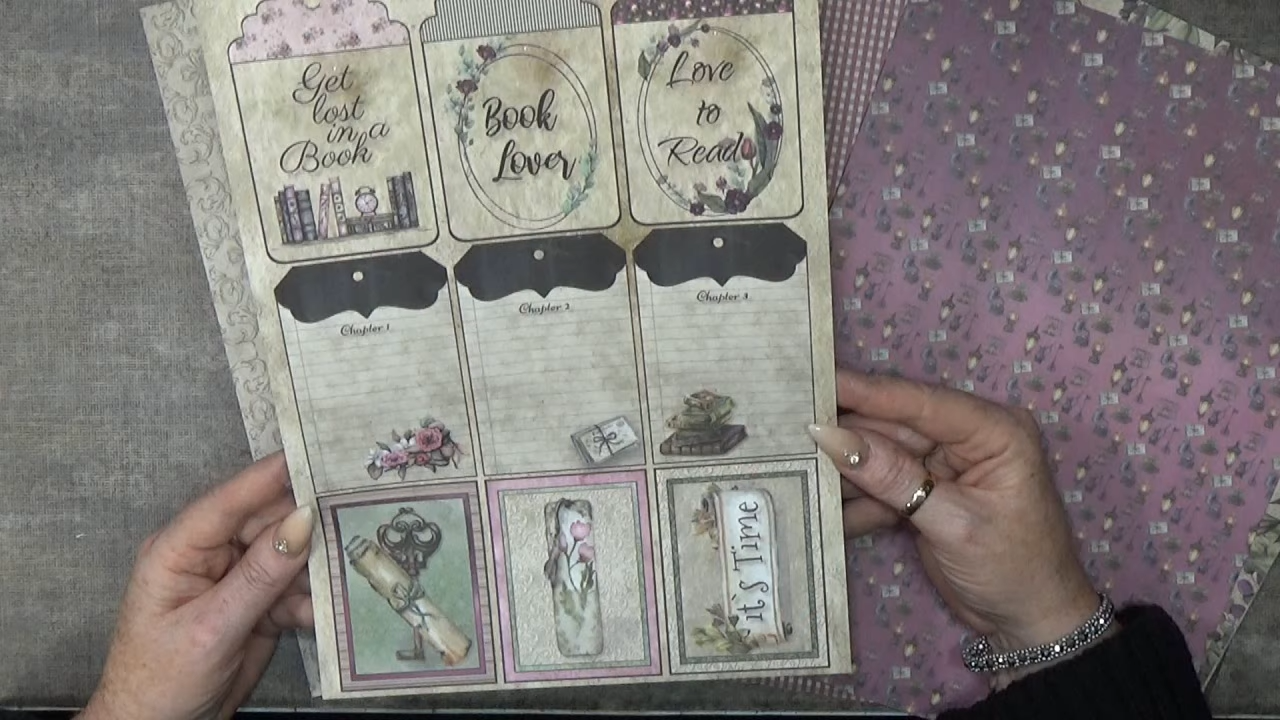 Get
lost
in a
Book
Book
Lover
Love
to
Read
Chapter 1
Chapter 2
Chapter 3
it's Time